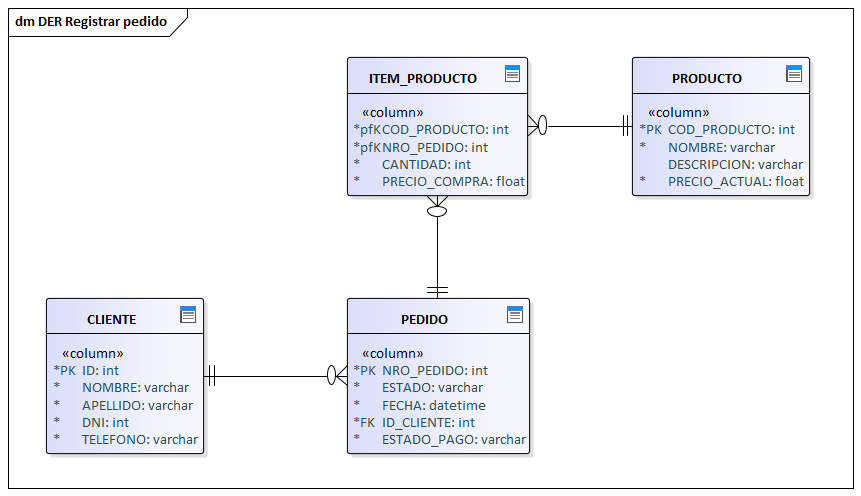 dm DER Registrar pedido
ITEM_PRODUCTO
«column»
*pfK COD_PRODUCTO: int
*pfK NRO_PEDIDO: int
* CANTIDAD: int
* PRECIO_COMPRA: float
PRODUCTO
«column»
*PK COD_PRODUCTO: int
* NOMBRE: varchar
DESCRIPCION: varchar
* PRECIO_ACTUAL: float
CLIENTE
«column»
*PK ID: int
* NOMBRE: varchar
* APELLIDO: varchar
* DNI: int
* TELEFONO: varchar
PEDIDO
«column»
*PK NRO_PEDIDO: int
* ESTADO: varchar
* FECHA: datetime
*FK ID_CLIENTE: int
* ESTADO_PAGO: varchar